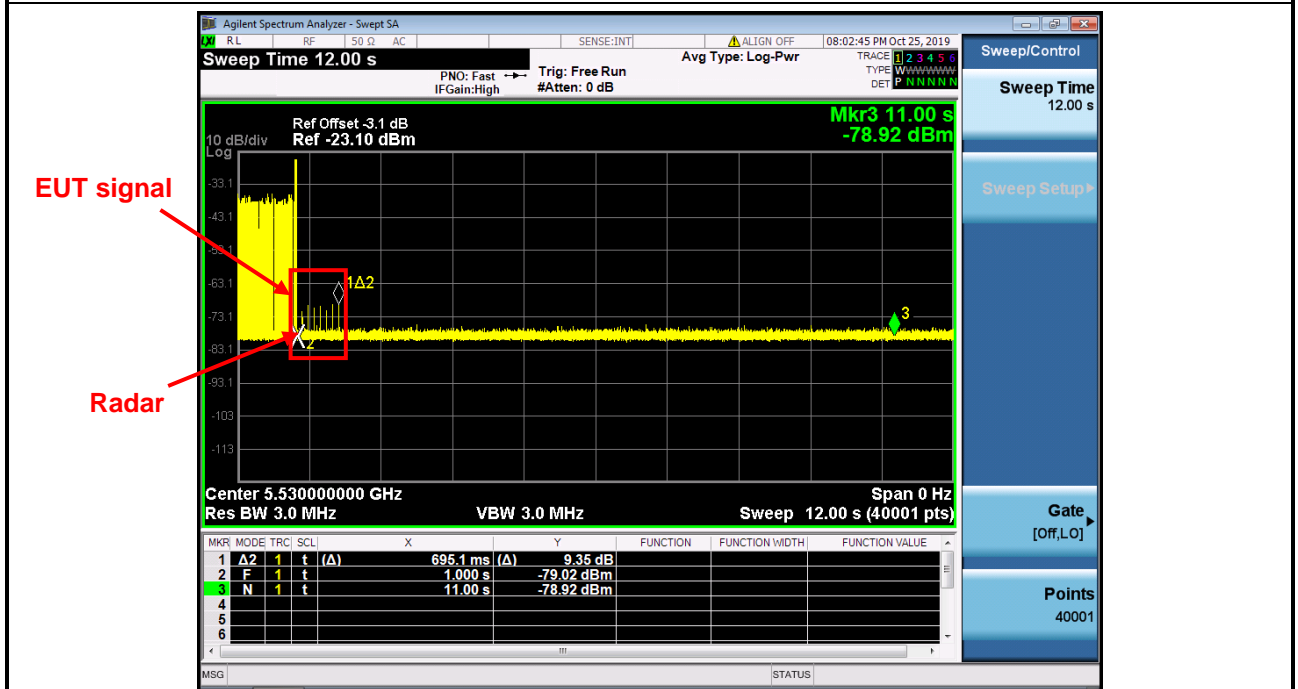 Agilent Spectrum Analyzer - Swept SA
LXI RL RF 50 Ω AC SENSE:INT ALIGN OFF 08:02:45 PM Oct 25, 2019
Sweep Time 12.00 s
PNO: Fast
IFGain:High
Trig: Free Run
#Atten: 0 dB
Avg Type: Log-Pwr
TRACE 1 2 3 4 5 6
TYPE WWWWWW
DET P N N N N N
Sweep/Control
Sweep Time
12.00 s
Sweep Setup
Gate
[Off,LO]
Points
40001
Mkr3 11.00 s
-78.92 dBm
Ref Offset -3.1 dB
10 dB/div Ref -23.10 dBm
Log
-33.1
-43.1
-53.1
-63.1
-73.1
-83.1
-93.1
-103
-113
EUT signal
Radar
1Δ2
2
3
Center 5.530000000 GHz Span 0 Hz
Res BW 3.0 MHz VBW 3.0 MHz Sweep 12.00 s (40001 pts)
MKR MODE TRC SCL X Y FUNCTION FUNCTION WIDTH FUNCTION VALUE
1 Δ2 1 t (Δ) 695.1 ms (Δ) 9.35 dB
2 F 1 t 1.000 s -79.02 dBm
3 N 1 t 11.00 s -78.92 dBm
4
5
6
MSG STATUS